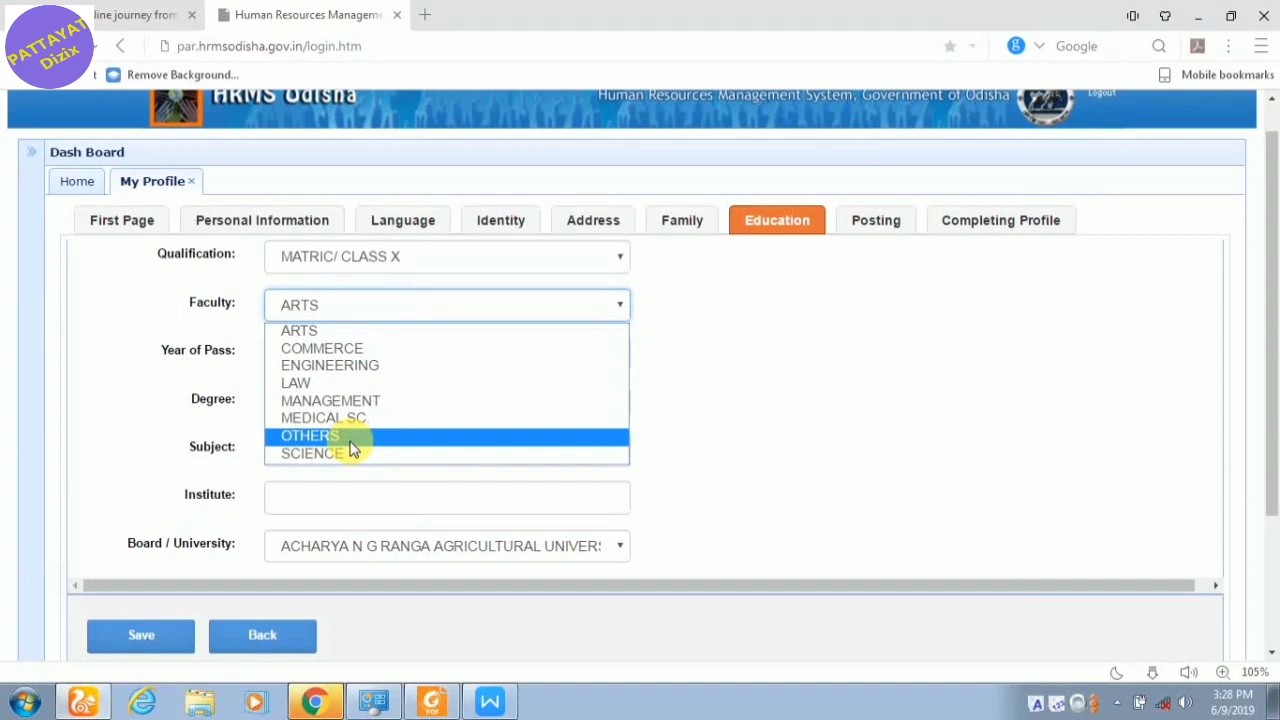 line journey from
Human Resources Manageme
PATTAYAT
Dizix
par.hrmsodisha.gov.in/login.htm
Google
Remove Background...
Mobile bookmarks
HRMS Odisha
Human Resources Management System, Government of Odisha
Logout
Dash Board
Home
My Profile
First Page
Personal Information
Language
Identity
Address
Family
Education
Posting
Completing Profile
Qualification:
MATRIC/ CLASS X
Faculty:
ARTS
ARTS
COMMERCE
Year of Pass:
ENGINEERING
LAW
Degree:
MANAGEMENT
MEDICAL SC.
OTHERS
Subject:
SCIENCE
Institute:
Board / University:
ACHARYA N G RANGA AGRICULTURAL UNIVERS
Save
Back
105%
3:28 PM
6/9/2019